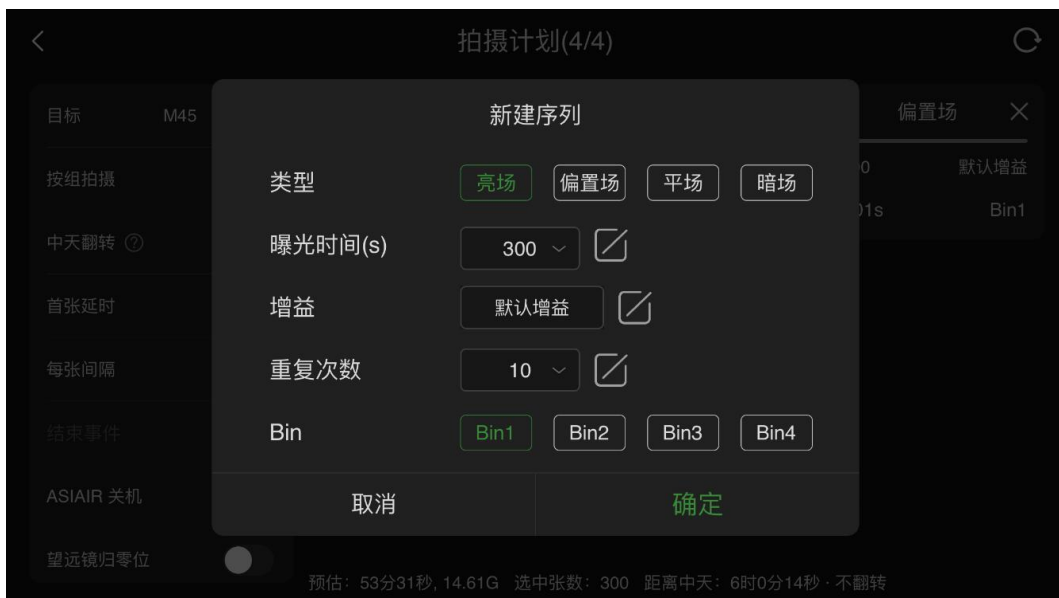 拍摄计划(4/4)
目标 M45
新建序列
偏置场
按组拍摄
类型 亮场 偏置场 平场 暗场
默认增益
01s Bin1
中天翻转
曝光时间(s) 300
首张延时
增益 默认增益
每张间隔
重复次数 10
结束事件
Bin Bin1 Bin2 Bin3 Bin4
ASIAIR 关机
取消 确定
望远镜归零位
预估：53分31秒, 14.61G 选中张数：300 距离中天：6时0分14秒 · 不翻转